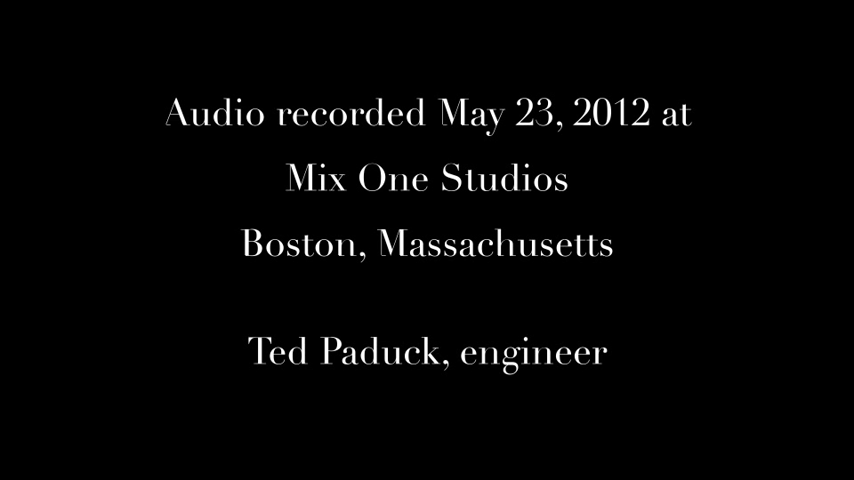 Audio recorded May 23, 2012 at
Mix One Studios
Boston, Massachusetts
Ted Paduck, engineer